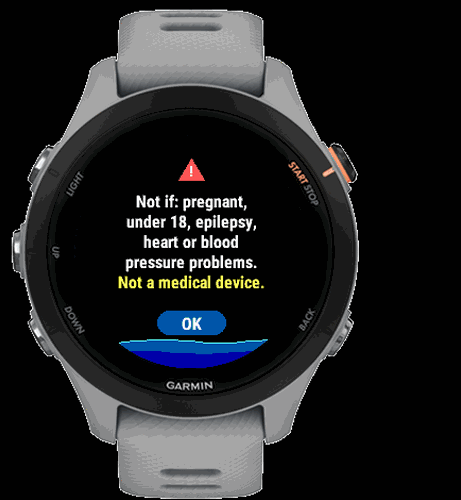 !
LIGHT
START STOP
Not if: pregnant,
under 18, epilepsy,
heart or blood
pressure problems.
Not a medical device.
UP
DOWN
OK
BACK
GARMIN